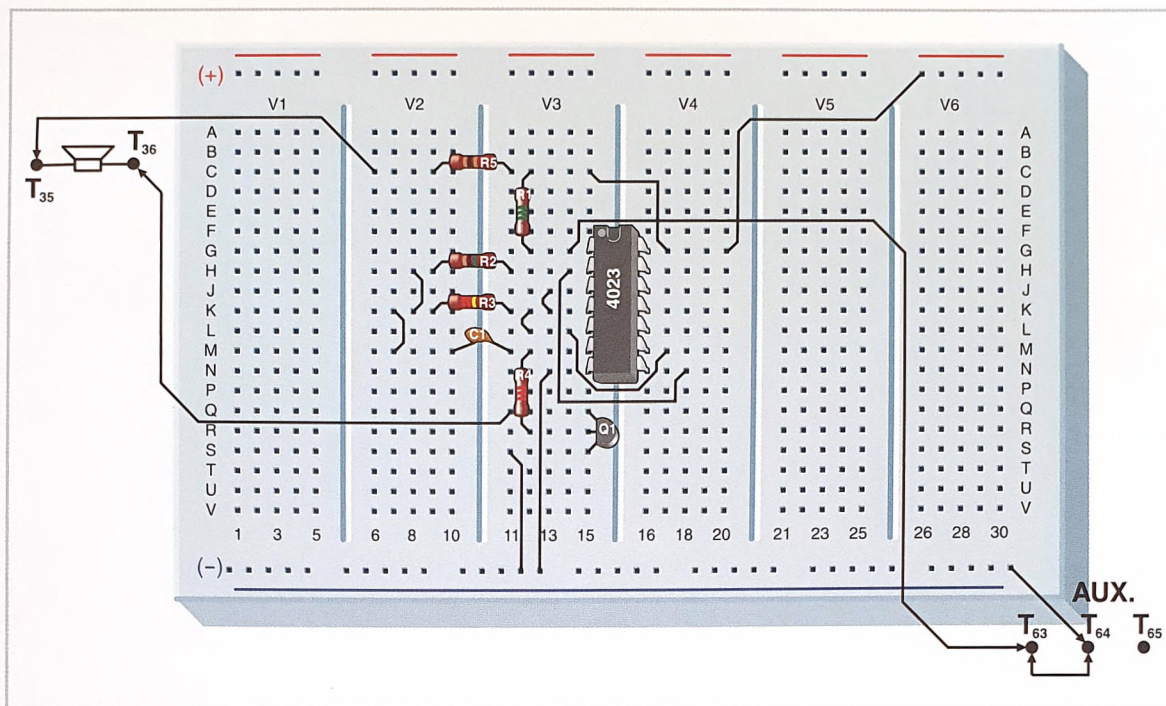 (+)
V1 V2 V3 V4 V5 V6
A A
B B
C R5 C
D D
E R1 E
F F
G G
H R2 4023 H
J J
K R3 K
L C1 L
M M
N R4 N
P P
Q Q
R Q1 R
S S
T T
U U
V V
1 3 5 6 8 10 11 13 15 16 18 20 21 23 25 26 28 30
(-)
T36
T35
AUX.
T63 T64 T65